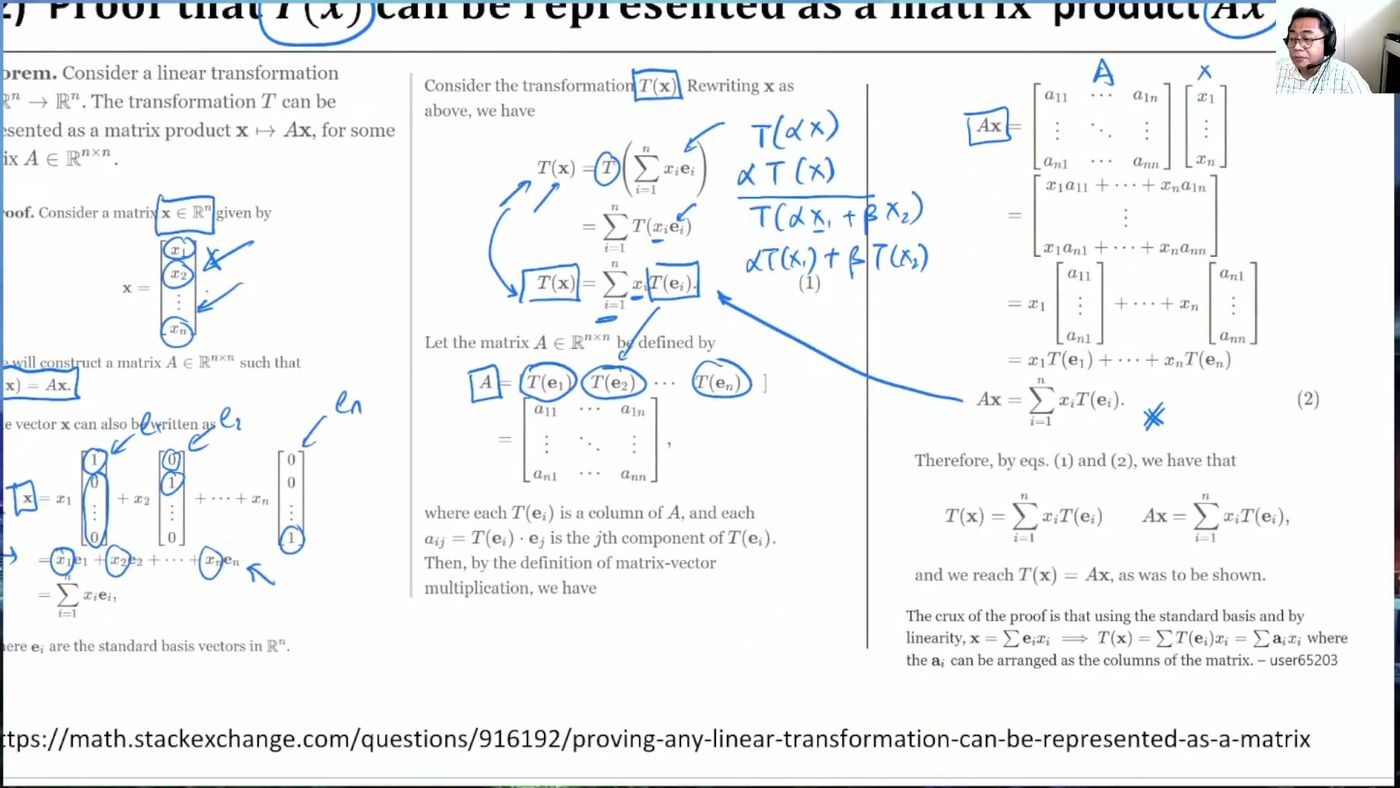 2) Proof that T(x) can be represented as a matrix product Ax
orem. Consider a linear transformation
ℝⁿ → ℝⁿ. The transformation T can be
esented as a matrix product x ↦ Ax, for some
ix A ∈ ℝⁿˣⁿ.
oof. Consider a matrix x ∈ ℝⁿ given by
x = [x₁ x₂ ⋮ xₙ] .
will construct a matrix A ∈ ℝⁿˣⁿ such that
x) = Ax.
e vector x can also be written as
e₁ e₂ eₙ
x = x₁ [1 0 ⋮ 0] + x₂ [0 1 ⋮ 0] + ··· + xₙ [0 0 ⋮ 1]
= x₁e₁ + x₂e₂ + ··· + xₙeₙ
= ∑ᵢ₌₁ⁿ xᵢeᵢ,
ere eᵢ are the standard basis vectors in ℝⁿ.
Consider the transformation T(x). Rewriting x as
above, we have
T(x) = T(∑ᵢ₌₁ⁿ xᵢeᵢ)
= ∑ᵢ₌₁ⁿ T(xᵢeᵢ)
T(x) = ∑ᵢ₌₁ⁿ xᵢT(eᵢ). (1)
T(αx)
αT(x)
T(αx₁ + βx₂)
αT(x₁) + βT(x₂)
Let the matrix A ∈ ℝⁿˣⁿ be defined by
A = [ T(e₁) T(e₂) ··· T(eₙ) ]
= [a₁₁ ··· a₁ₙ
⋮ ⋱ ⋮
aₙ₁ ··· aₙₙ] ,
where each T(eᵢ) is a column of A, and each
aᵢⱼ = T(eᵢ) · eⱼ is the jth component of T(eᵢ).
Then, by the definition of matrix-vector
multiplication, we have
A x
Ax = [a₁₁ ··· a₁ₙ ⋮ ⋱ ⋮ aₙ₁ ··· aₙₙ] [x₁ ⋮ xₙ]
= [x₁a₁₁ + ··· + xₙa₁ₙ ⋮ x₁aₙ₁ + ··· + xₙaₙₙ]
= x₁ [a₁₁ ⋮ aₙ₁] + ··· + xₙ [aₙ₁ ⋮ aₙₙ]
= x₁T(e₁) + ··· + xₙT(eₙ)
Ax = ∑ᵢ₌₁ⁿ xᵢT(eᵢ). (2)
Therefore, by eqs. (1) and (2), we have that
T(x) = ∑ᵢ₌₁ⁿ xᵢT(eᵢ) Ax = ∑ᵢ₌₁ⁿ xᵢT(eᵢ),
and we reach T(x) = Ax, as was to be shown.
The crux of the proof is that using the standard basis and by
linearity, x = ∑ eᵢxᵢ ⟹ T(x) = ∑ T(eᵢ)xᵢ = ∑ aᵢxᵢ where
the aᵢ can be arranged as the columns of the matrix. – user65203
ttps://math.stackexchange.com/questions/916192/proving-any-linear-transformation-can-be-represented-as-a-matrix